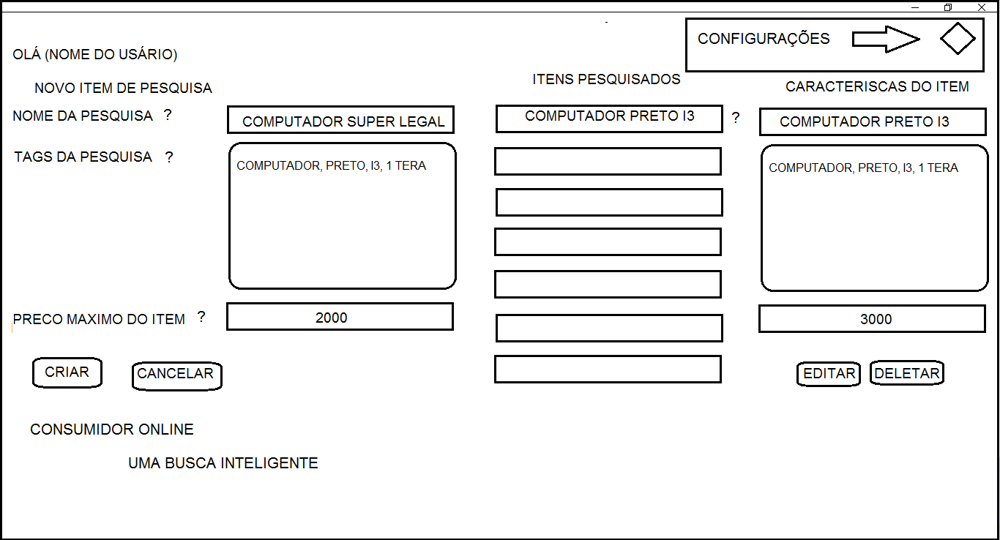 CONFIGURAÇÕES
OLÁ (NOME DO USÁRIO)
NOVO ITEM DE PESQUISA
NOME DA PESQUISA ?
COMPUTADOR SUPER LEGAL
TAGS DA PESQUISA ?
COMPUTADOR, PRETO, I3, 1 TERA
PRECO MAXIMO DO ITEM ?
2000
CRIAR
CANCELAR
ITENS PESQUISADOS
COMPUTADOR PRETO I3
?
CARACTERISCAS DO ITEM
COMPUTADOR PRETO I3
COMPUTADOR, PRETO, I3, 1 TERA
3000
EDITAR
DELETAR
CONSUMIDOR ONLINE
UMA BUSCA INTELIGENTE